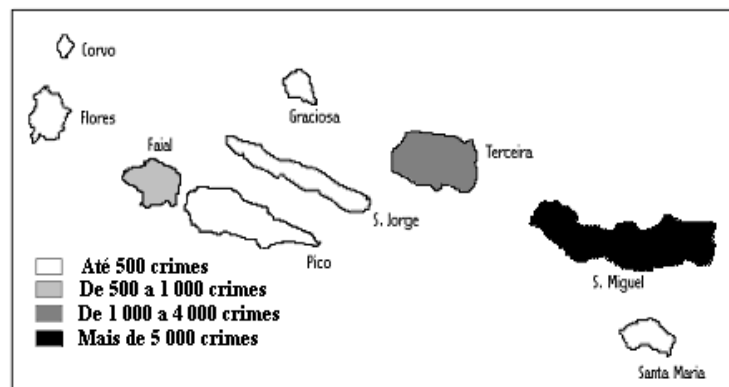 Corvo
Flores
Graciosa
Faial
Terceira
S. Jorge
Pico
S. Miguel
Santa Maria
Até 500 crimes
De 500 a 1 000 crimes
De 1 000 a 4 000 crimes
Mais de 5 000 crimes